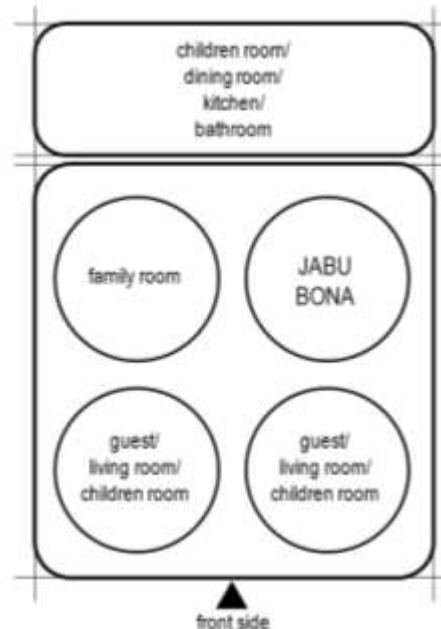 children room/
dining room/
kitchen/
bathroom
family room
JABU
BONA
guest/
living room/
children room
guest/
living room/
children room
front side